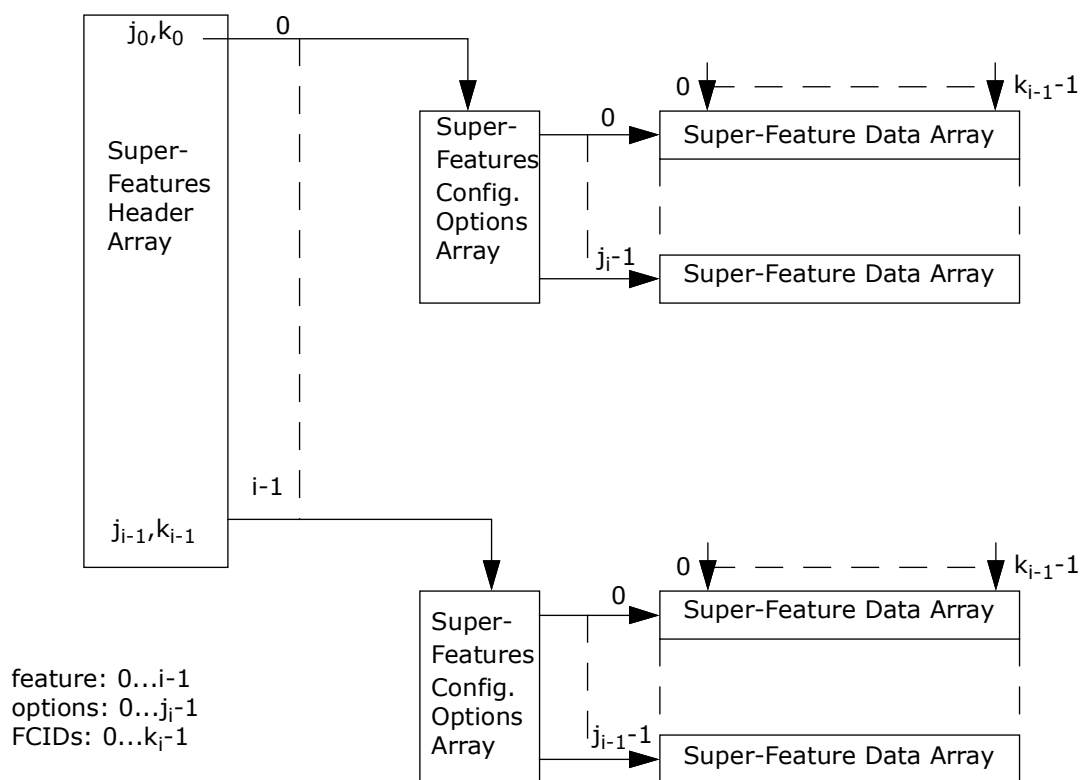 j0,k0
0
Super-
Features
Header
Array
Super-
Features
Config.
Options
Array
0
0
ki-1-1
Super-Feature Data Array
ji-1
Super-Feature Data Array
i-1
ji-1,ki-1
Super-
Features
Config.
Options
Array
0
0
ki-1-1
Super-Feature Data Array
ji-1-1
Super-Feature Data Array
feature: 0...i-1
options: 0...ji-1
FCIDs: 0...ki-1